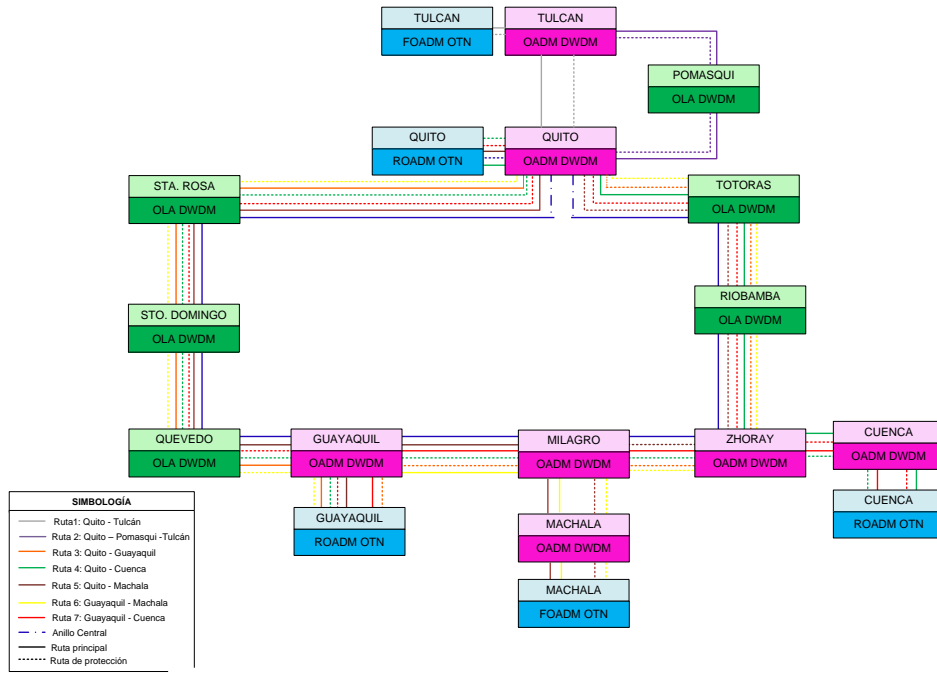 TULCAN
FOADM OTN
TULCAN
OADM DWDM
POMASQUI
OLA DWDM
QUITO
ROADM OTN
QUITO
OADM DWDM
STA. ROSA
OLA DWDM
TOTORAS
OLA DWDM
STO. DOMINGO
OLA DWDM
RIOBAMBA
OLA DWDM
QUEVEDO
OLA DWDM
GUAYAQUIL
OADM DWDM
MILAGRO
OADM DWDM
ZHORAY
OADM DWDM
CUENCA
OADM DWDM
GUAYAQUIL
ROADM OTN
MACHALA
OADM DWDM
CUENCA
ROADM OTN
MACHALA
FOADM OTN
SIMBOLOGÍA
Ruta1: Quito - Tulcán
Ruta 2: Quito – Pomasqui -Tulcán
Ruta 3: Quito - Guayaquil
Ruta 4: Quito - Cuenca
Ruta 5: Quito - Machala
Ruta 6: Guayaquil - Machala
Ruta 7: Guayaquil - Cuenca
Anillo Central
Ruta principal
Ruta de protección